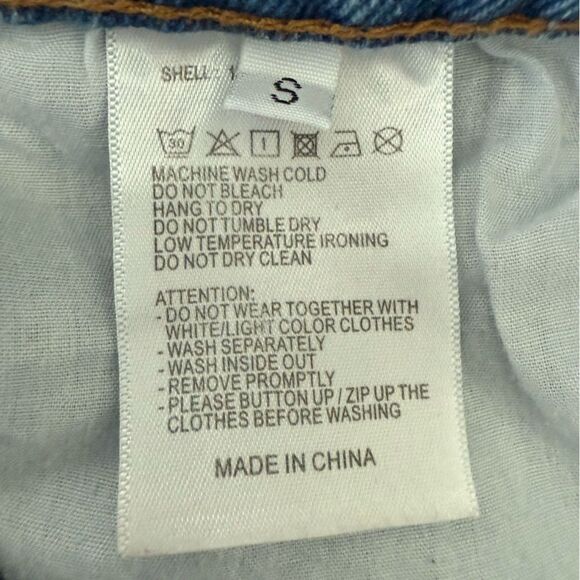 SHELL: 1
S
30
MACHINE WASH COLD
DO NOT BLEACH
HANG TO DRY
DO NOT TUMBLE DRY
LOW TEMPERATURE IRONING
DO NOT DRY CLEAN
ATTENTION:
- DO NOT WEAR TOGETHER WITH
WHITE/LIGHT COLOR CLOTHES
- WASH SEPARATELY
- WASH INSIDE OUT
- REMOVE PROMPTLY
- PLEASE BUTTON UP / ZIP UP THE
CLOTHES BEFORE WASHING
MADE IN CHINA